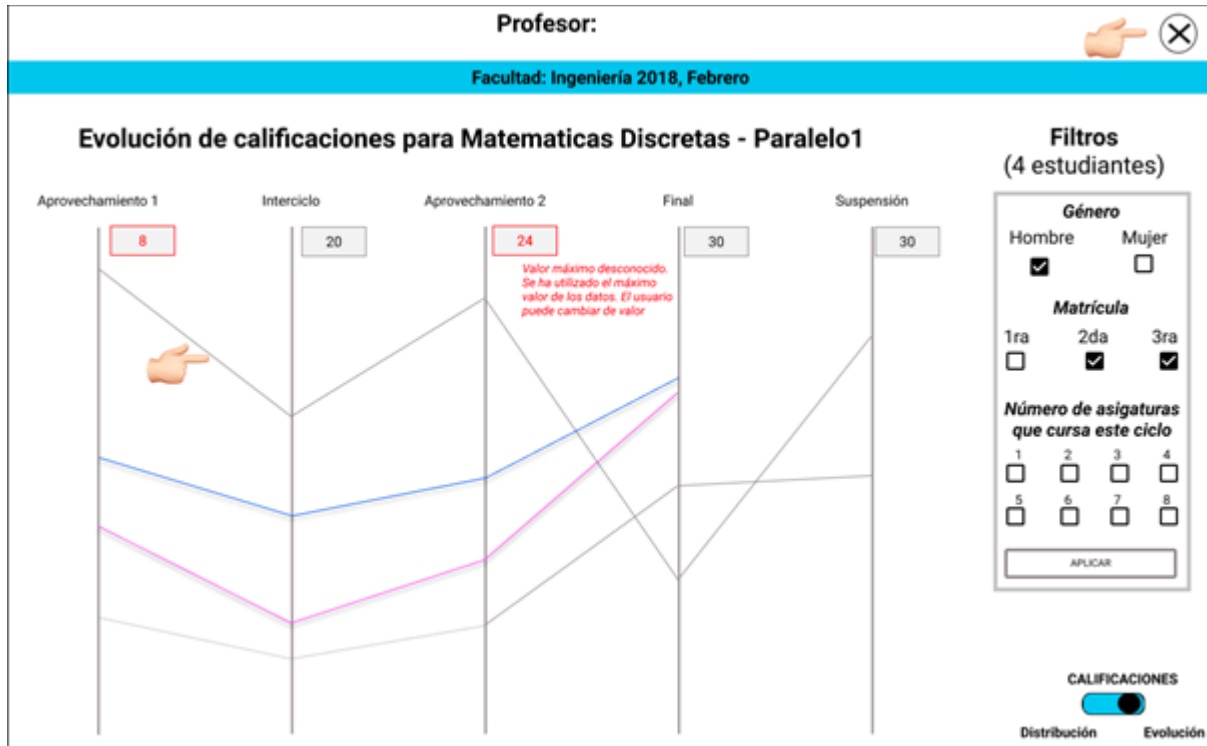 Profesor:
Facultad: Ingeniería 2018, Febrero
Evolución de calificaciones para Matematicas Discretas - Paralelo1
Aprovechamiento 1
Interciclo
Aprovechamiento 2
Final
Suspensión
8
20
24
30
30
Valor máximo desconocido.
Se ha utilizado el máximo
valor de los datos. El usuario
puede cambiar de valor
Filtros
(4 estudiantes)
Género
Hombre Mujer
Matrícula
1ra 2da 3ra
Número de asigaturas
que cursa este ciclo
1 2 3 4
5 6 7 8
APLICAR
CALIFICACIONES
Distribución Evolución